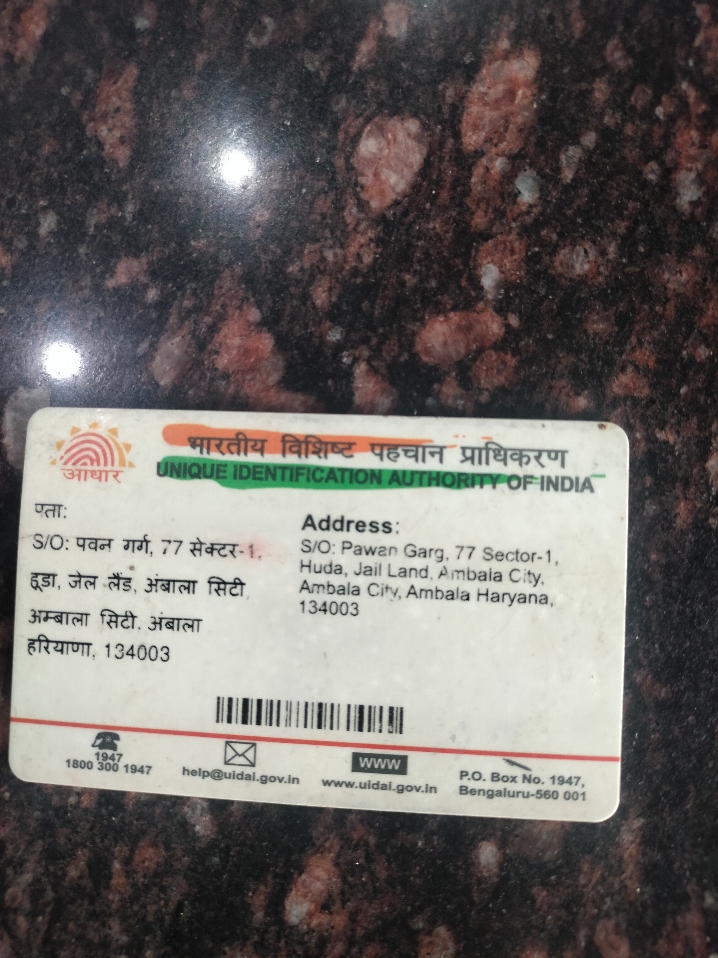 आधार
भारतीय विशिष्ट पहचान प्राधिकरण
UNIQUE IDENTIFICATION AUTHORITY OF INDIA
पता:
S/O: पवन गर्ग, 77 सेक्टर-1,
हूडा, जेल लैंड, अंबाला सिटी
अम्बाला सिटी, अंबाला
हरियाणा, 134003
Address:
S/O: Pawan Garg, 77 Sector-1,
Huda, Jail Land, Ambala City,
Ambala City, Ambala Haryana,
134003
1947
1800 300 1947
help@uidai.gov.in
WWW
www.uidai.gov.in
P.O. Box No. 1947,
Bengaluru-560 001